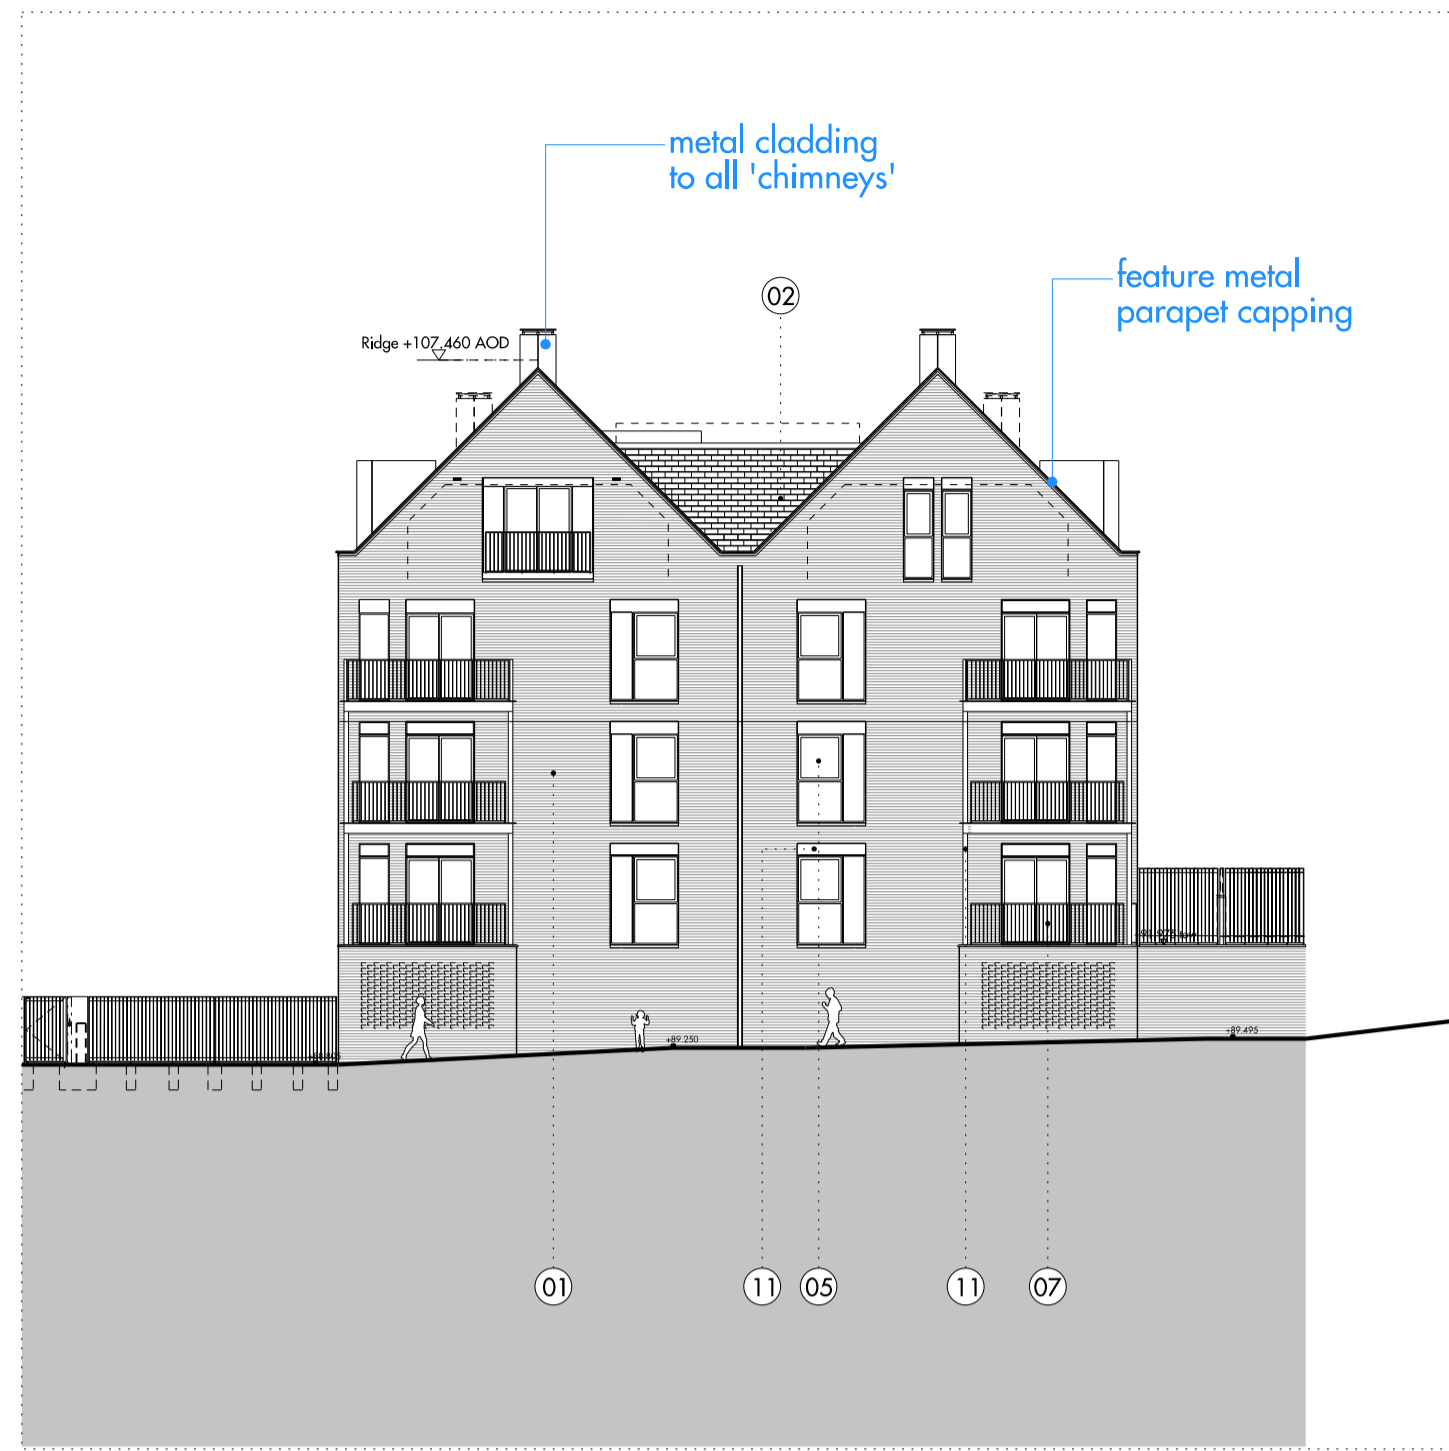 metal cladding
to all 'chimneys'
feature metal
parapet capping
02
Ridge +107.460 AOD
+89.250
+89.495
01
11
05
11
07